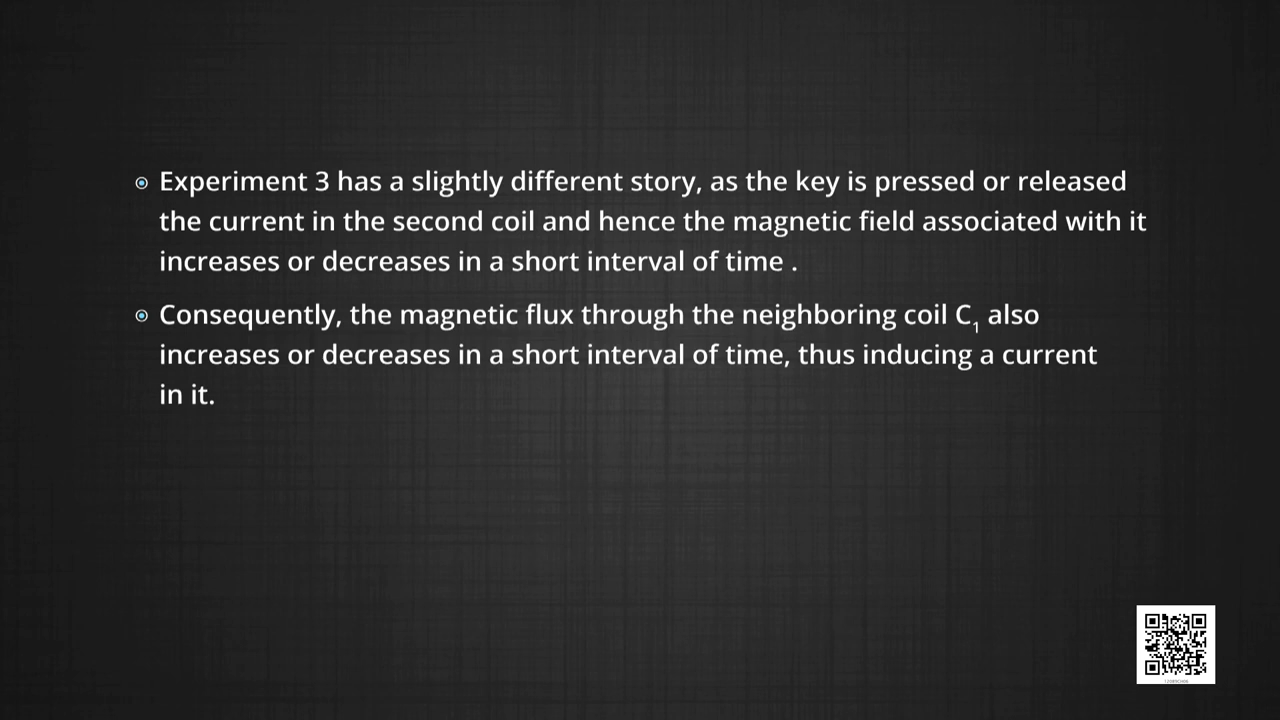 Experiment 3 has a slightly different story, as the key is pressed or released
the current in the second coil and hence the magnetic field associated with it
increases or decreases in a short interval of time .
Consequently, the magnetic flux through the neighboring coil C₁ also
increases or decreases in a short interval of time, thus inducing a current
in it.